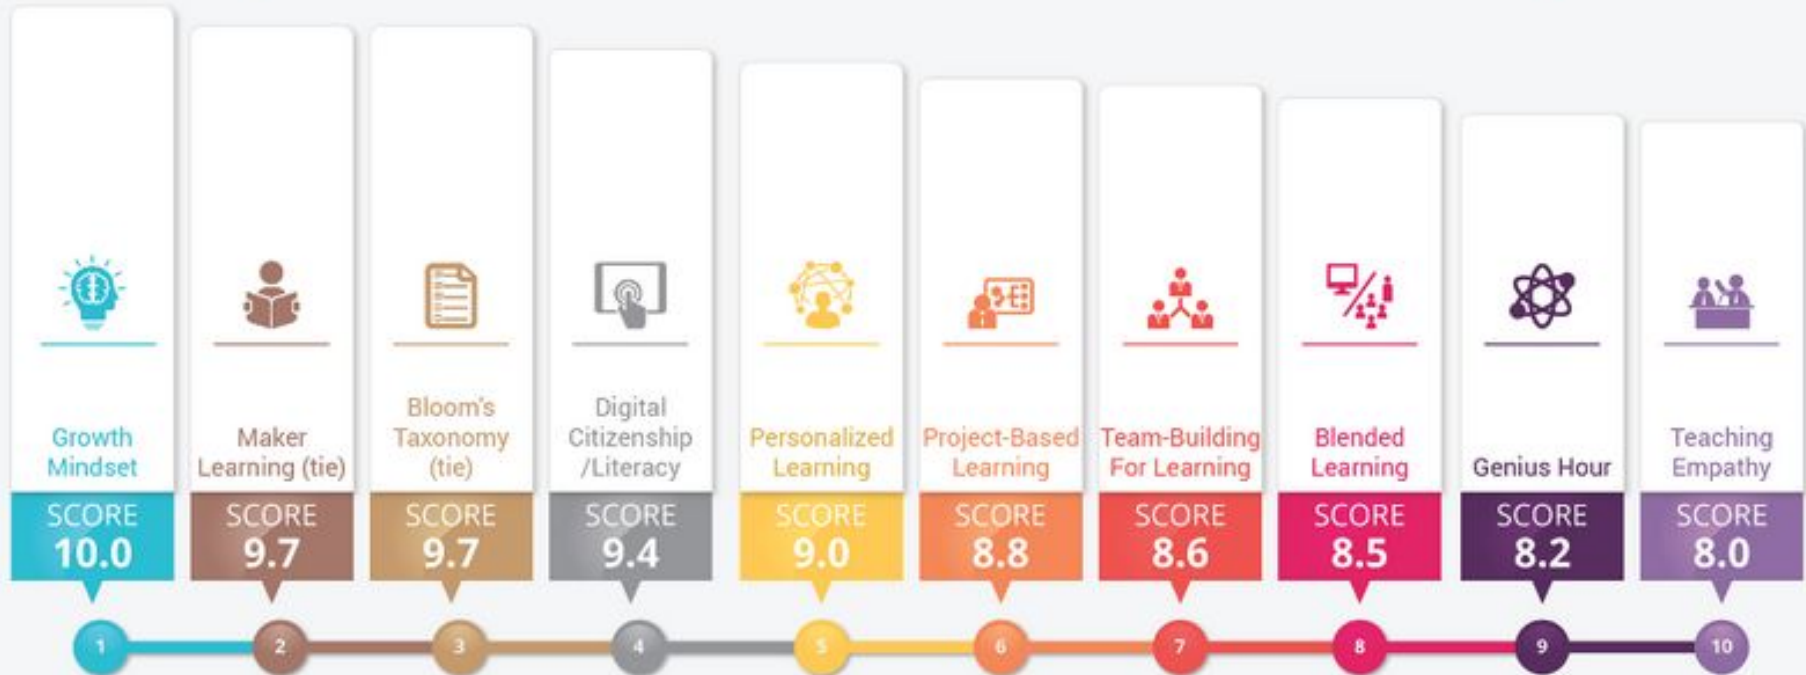 Growth
Mindset
SCORE
10.0
1
Maker
Learning (tie)
SCORE
9.7
2
Bloom's
Taxonomy
(tie)
SCORE
9.7
3
Digital
Citizenship
/Literacy
SCORE
9.4
4
Personalized
Learning
SCORE
9.0
5
Project-Based
Learning
SCORE
8.8
6
Team-Building
For Learning
SCORE
8.6
7
Blended
Learning
SCORE
8.5
8
Genius Hour
SCORE
8.2
9
Teaching
Empathy
SCORE
8.0
10